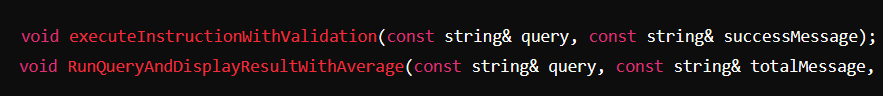 void executeInstructionWithValidation(const string& query, const string& successMessage);
void RunQueryAndDisplayResultWithAverage(const string& query, const string& totalMessage,